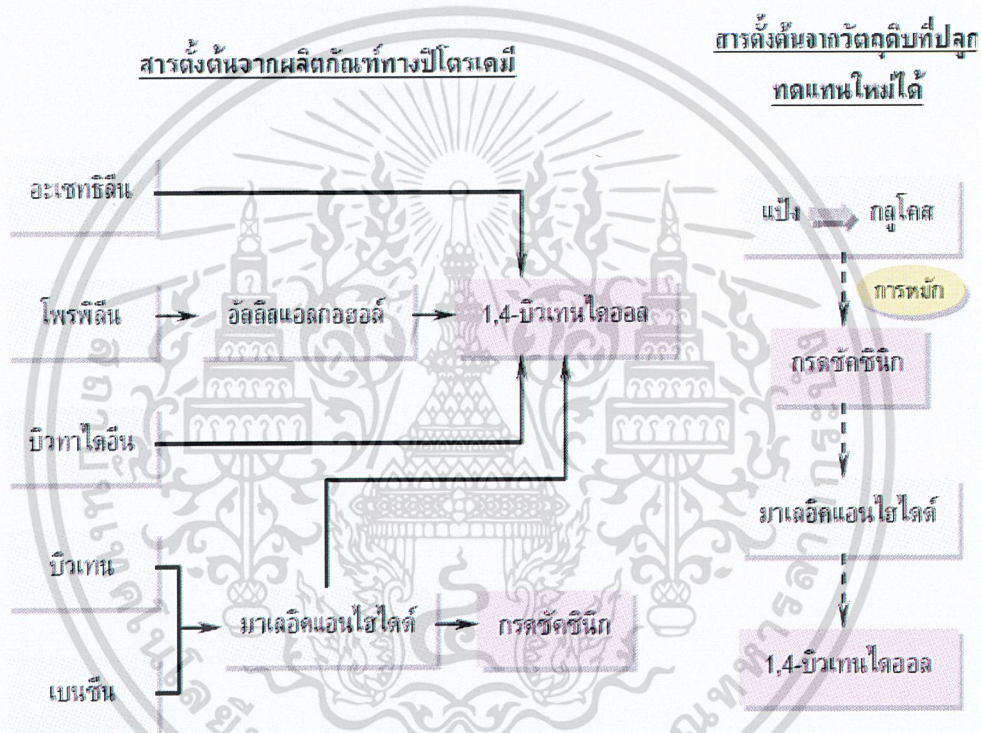 สารตั้งต้นจากผลิตภัณฑ์ทางปิโตรเคมี
สารตั้งต้นจากวัตถุดิบที่ปลูก
ทดแทนใหม่ได้
อะเซทธิลีน
โพรพิลีน
อัลลิลแอลกอฮอล์
1,4-บิวเทนไดออล
บิวทาไดอีน
บิวเทน
เบนซีน
มาเลอิคแอนไฮไดด์
กรดซัคซินิก
แป้ง
กลูโคส
การหมัก
กรดซัคซินิก
มาเลอิคแอนไฮไดด์
1,4-บิวเทนไดออล